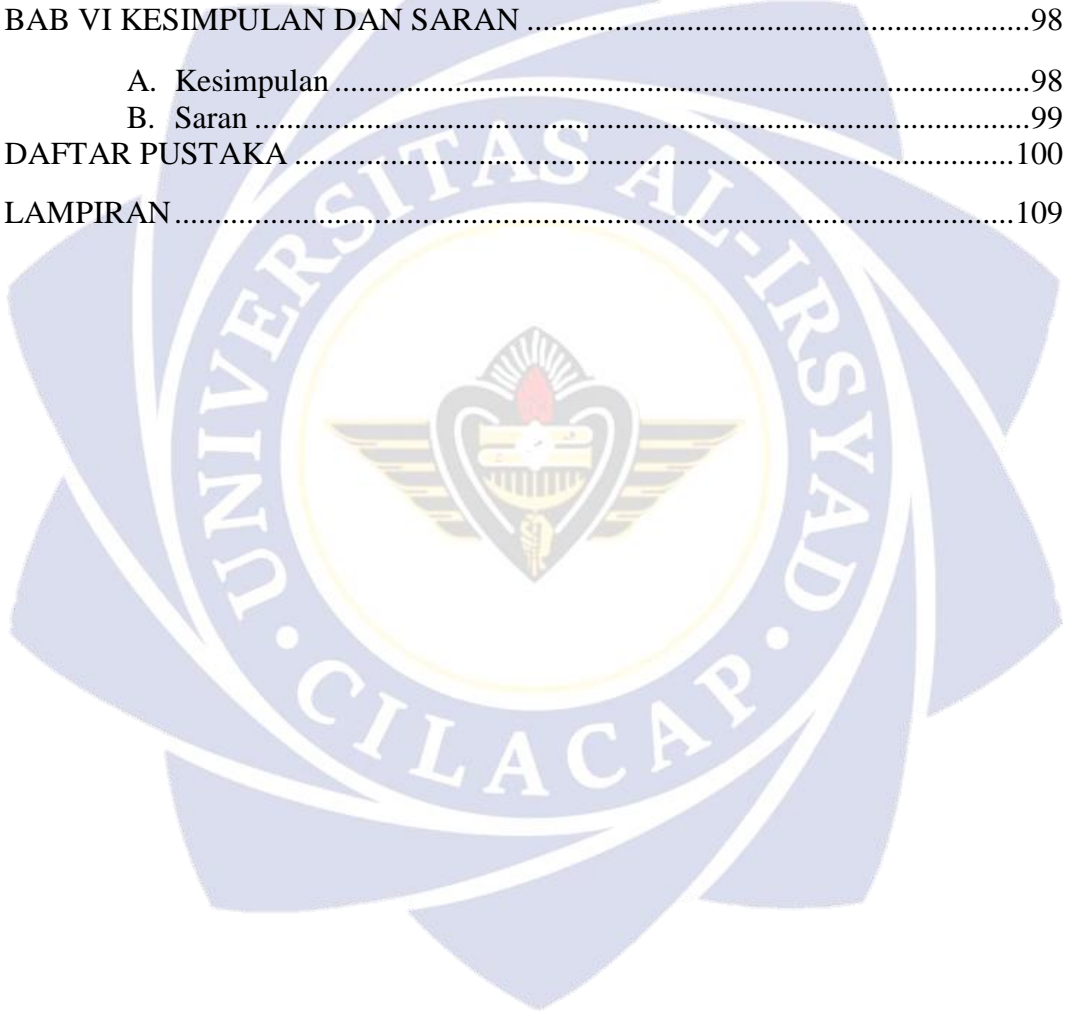 BAB VI KESIMPULAN DAN SARAN ......................................................98
A. Kesimpulan ..............................................................................98
B. Saran .......................................................................................99
DAFTAR PUSTAKA .............................................................................100
LAMPIRAN..........................................................................................109
UNIVERSITAS AL-IRSYAD
• CILACAP •